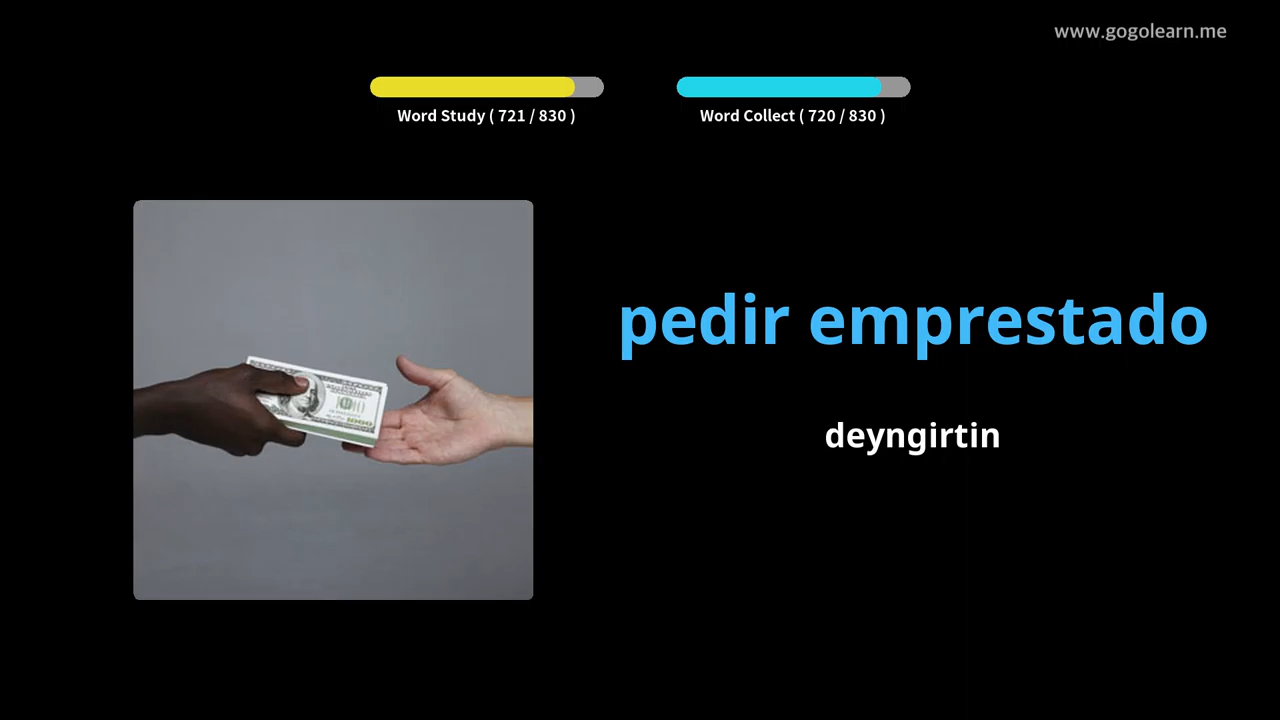 www.gogolearn.me
Word Study ( 721 / 830 )
Word Collect ( 720 / 830 )
pedir emprestado
deyngirtin